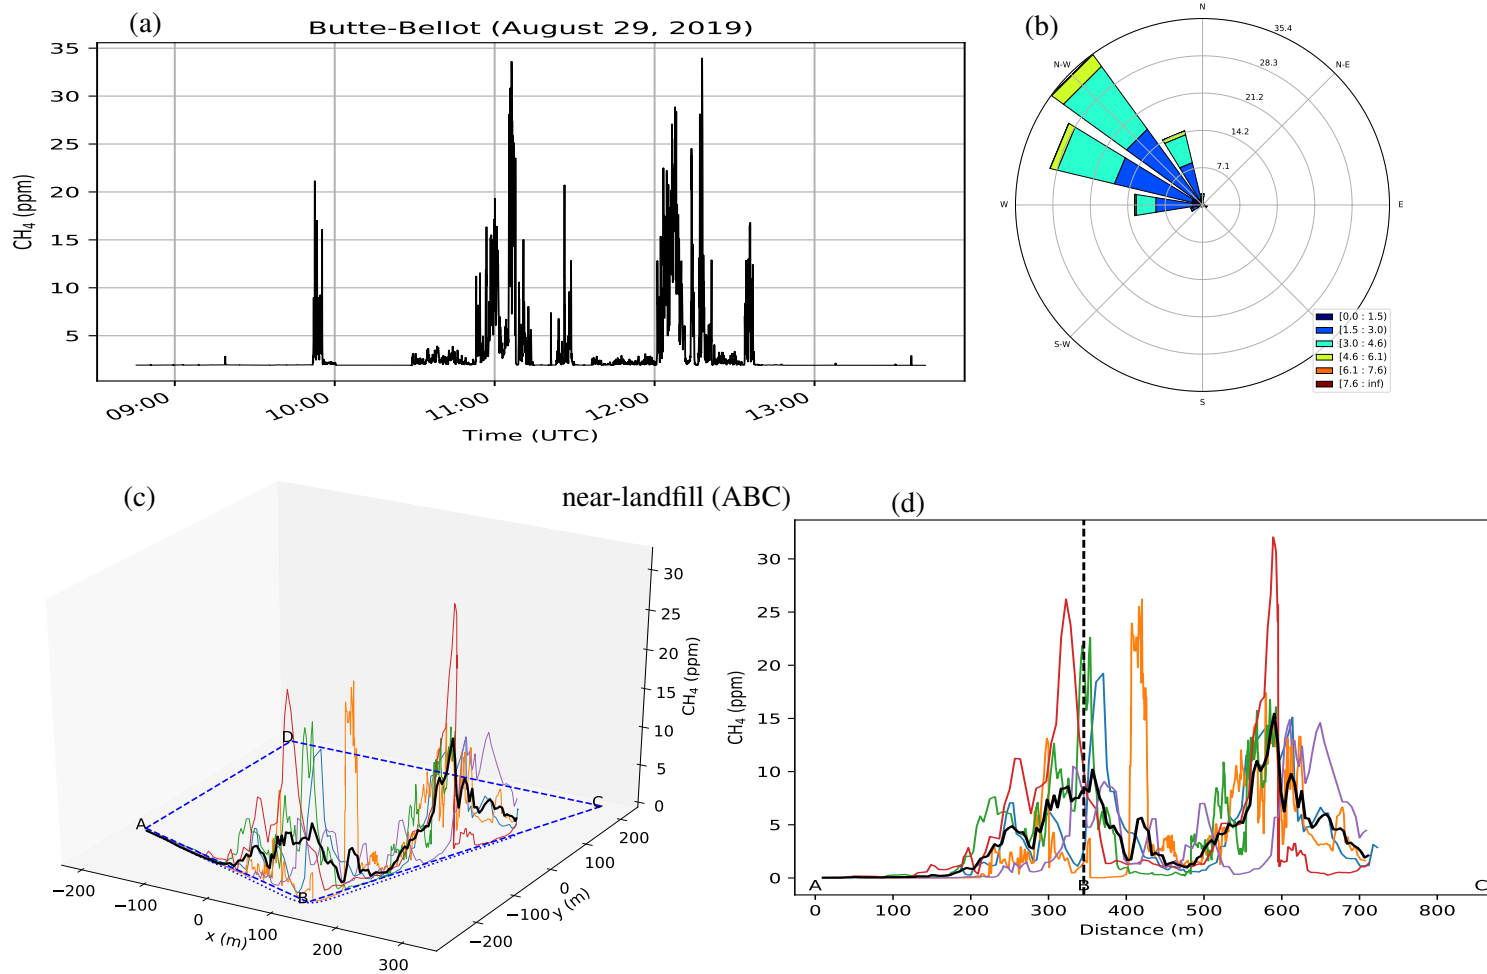 (a)
Butte-Bellot (August 29, 2019)
35
30
25
20
15
10
5
CH4 (ppm)
09:00
10:00
11:00
12:00
13:00
Time (UTC)
(b)
N
N-E
E
S
S-W
W
N-W
35.4
28.3
21.2
14.2
7.1
[0.0 : 1.5)
[1.5 : 3.0)
[3.0 : 4.6)
[4.6 : 6.1)
[6.1 : 7.6)
[7.6 : inf)
near-landfill (ABC)
(c)
30
25
20
15
10
5
0
CH4 (ppm)
D
A
B
C
−200
−100
0
100
200
300
x (m)
−200
−100
0
100
200
y (m)
(d)
30
25
20
15
10
5
0
CH4 (ppm)
A
B
C
0
100
200
300
400
500
600
700
800
Distance (m)